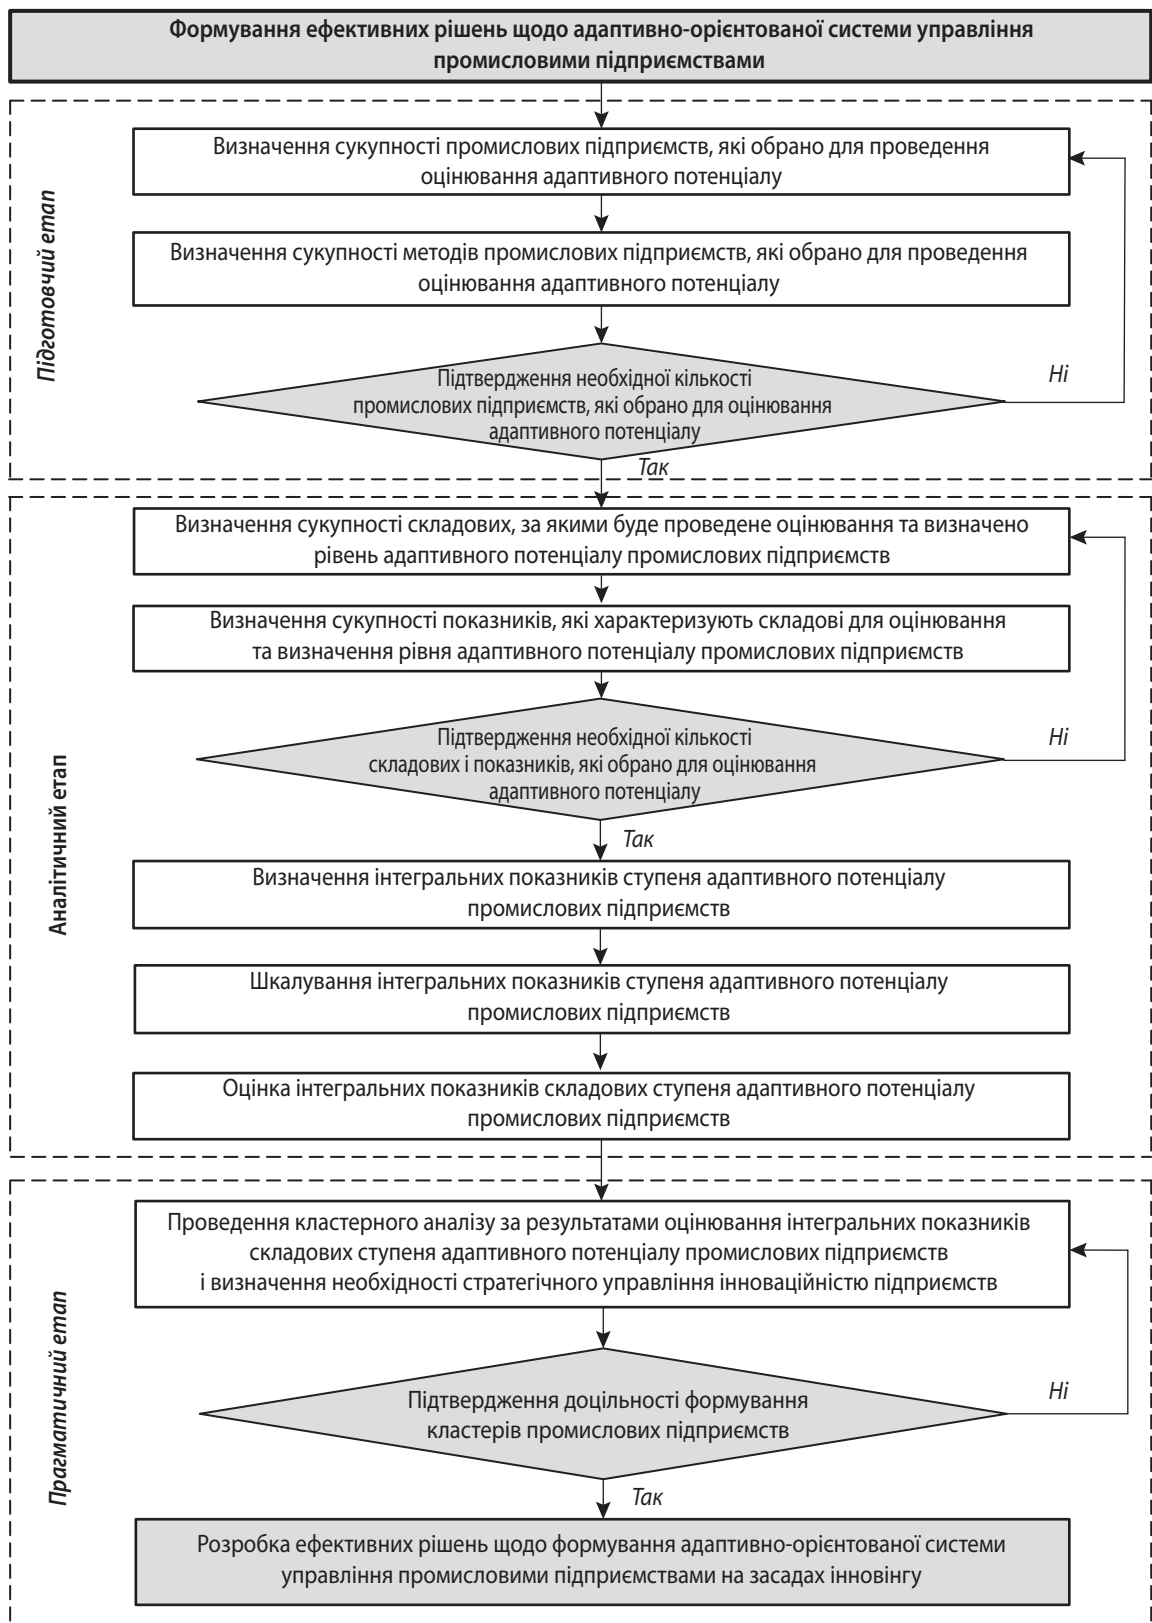 Формування ефективних рішень щодо адаптивно-орієнтованої системи управління
промисловими підприємствами
Підготовчий етап
Визначення сукупності промислових підприємств, які обрано для проведення
оцінювання адаптивного потенціалу
Визначення сукупності методів промислових підприємств, які обрано для проведення
оцінювання адаптивного потенціалу
Підтвердження необхідної кількості
промислових підприємств, які обрано для оцінювання
адаптивного потенціалу
Ні
Так
Аналітичний етап
Визначення сукупності складових, за якими буде проведене оцінювання та визначено
рівень адаптивного потенціалу промислових підприємств
Визначення сукупності показників, які характеризують складові для оцінювання
та визначення рівня адаптивного потенціалу промислових підприємств
Підтвердження необхідної кількості
складових і показників, які обрано для оцінювання
адаптивного потенціалу
Ні
Так
Визначення інтегральних показників ступеня адаптивного потенціалу
промислових підприємств
Шкалування інтегральних показників ступеня адаптивного потенціалу
промислових підприємств
Оцінка інтегральних показників складових ступеня адаптивного потенціалу
промислових підприємств
Прагматичний етап
Проведення кластерного аналізу за результатами оцінювання інтегральних показників
складових ступеня адаптивного потенціалу промислових підприємств
і визначення необхідності стратегічного управління інноваційністю підприємств
Підтвердження доцільності формування
кластерів промислових підприємств
Ні
Так
Розробка ефективних рішень щодо формування адаптивно-орієнтованої системи
управління промисловими підприємствами на засадах інновінгу